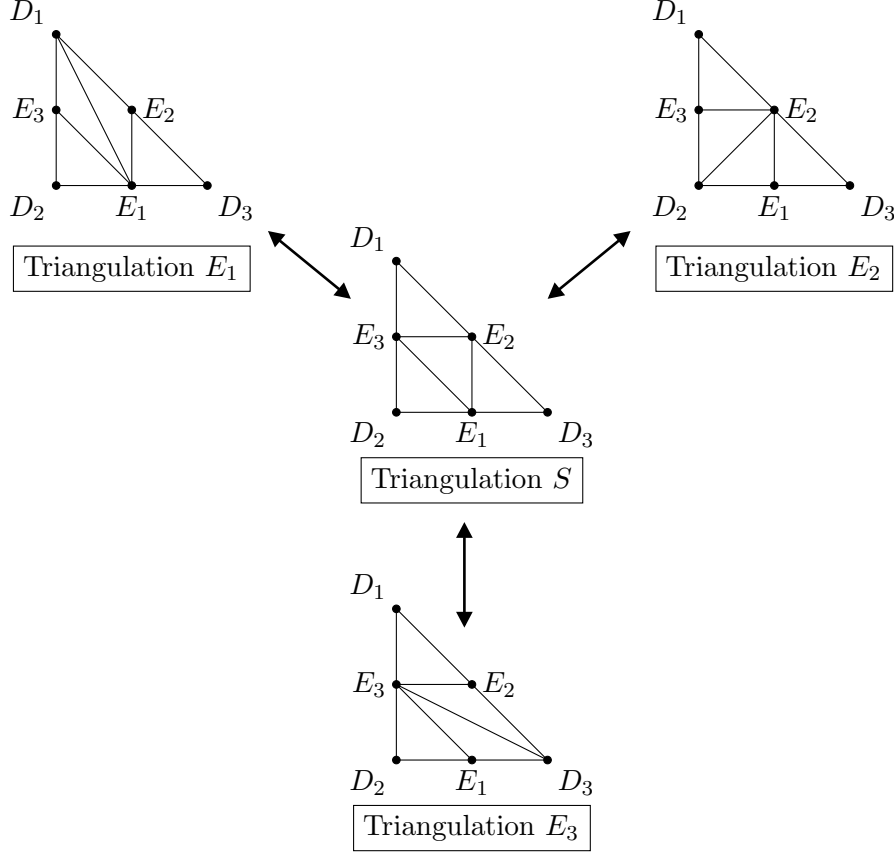 D₁
E₃ E₂
D₂ E₁ D₃
Triangulation E₁
D₁
E₃ E₂
D₂ E₁ D₃
Triangulation E₂
D₁
E₃ E₂
D₂ E₁ D₃
Triangulation S
D₁
E₃ E₂
D₂ E₁ D₃
Triangulation E₃